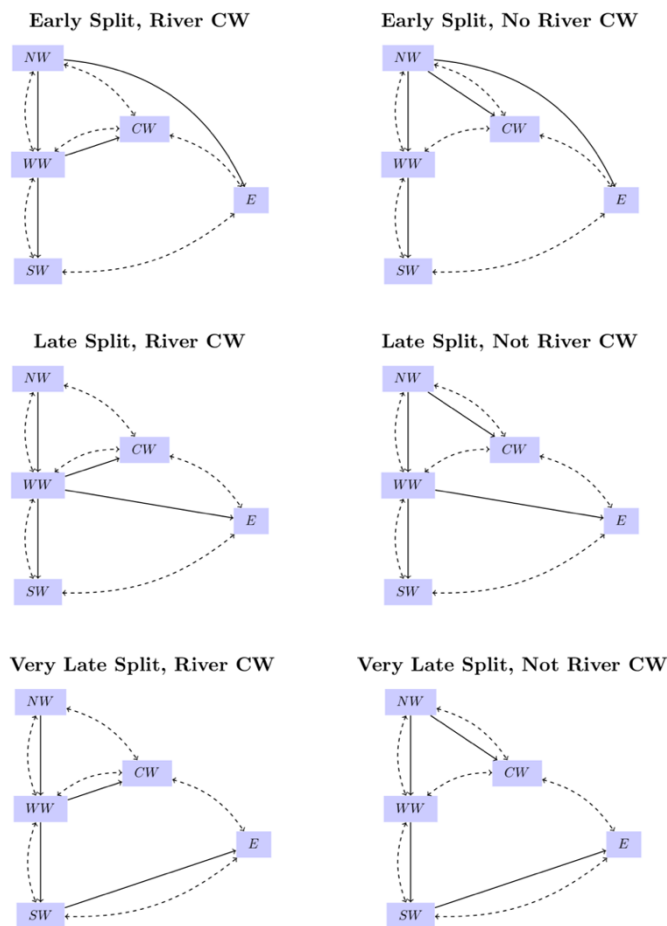 Early Split, River CW
NW
CW
WW
E
SW
Early Split, No River CW
NW
CW
WW
E
SW
Late Split, River CW
NW
CW
WW
E
SW
Late Split, Not River CW
NW
CW
WW
E
SW
Very Late Split, River CW
NW
CW
WW
E
SW
Very Late Split, Not River CW
NW
CW
WW
E
SW